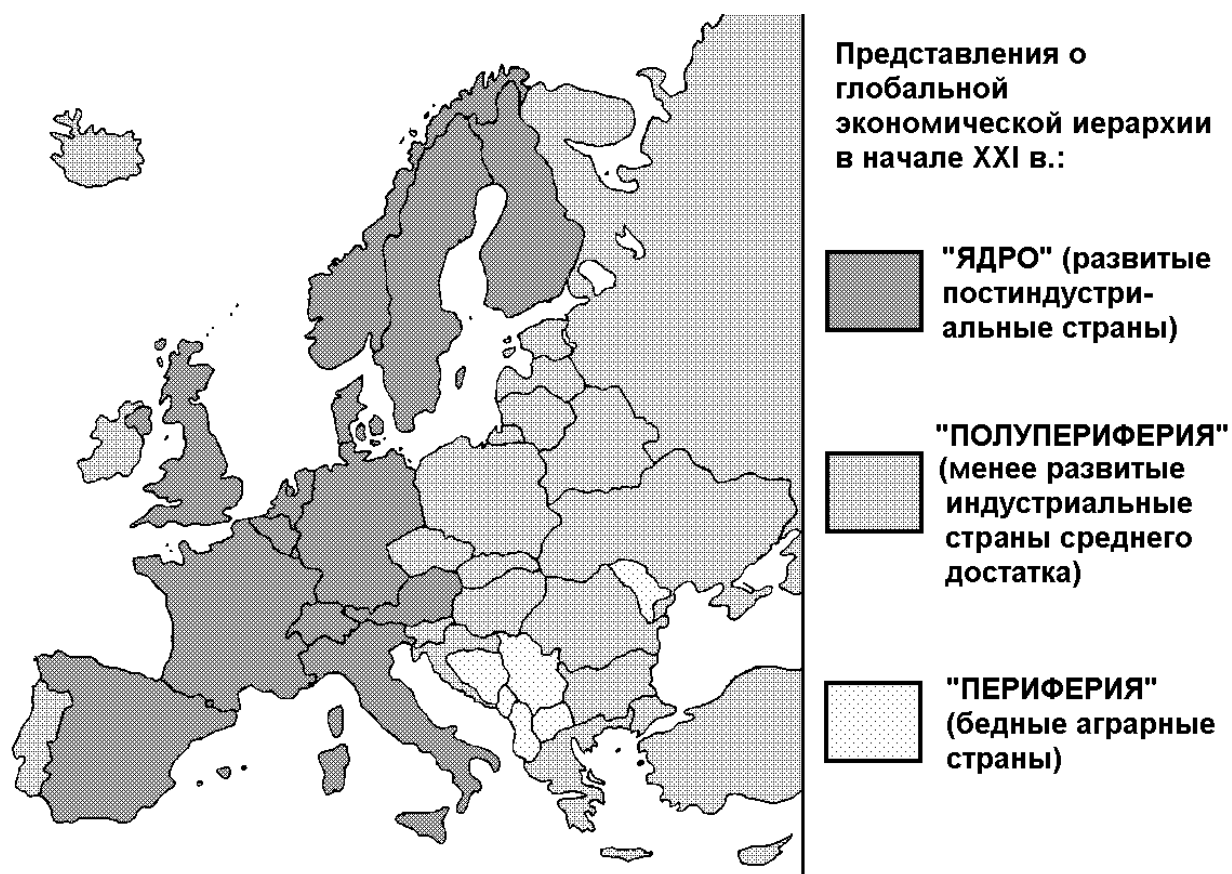 Представления о
глобальной
экономической иерархии
в начале XXI в.:
"ЯДРО" (развитые
постиндустри-
альные страны)
"ПОЛУПЕРИФЕРИЯ"
(менее развитые
индустриальные
страны среднего
достатка)
"ПЕРИФЕРИЯ"
(бедные аграрные
страны)